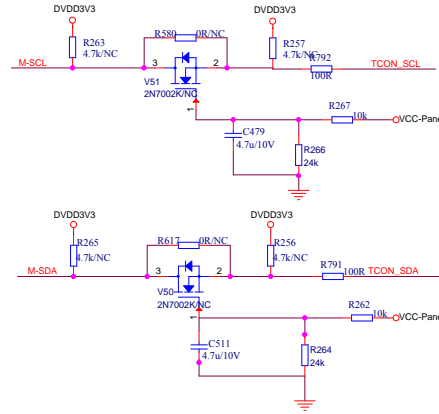 DVDD3V3
DVDD3V3
R580
0R/NC
R263
4.7k/NC
R257
4.7k/NC
R792
100R
M-SCL
TCON_SCL
3
2
V51
2N7002K/NC
1
R267
10k
VCC-Pane
C479
4.7u/10V
R266
24k
DVDD3V3
DVDD3V3
R617
0R/NC
R265
4.7k/NC
R256
4.7k/NC
R791
100R
M-SDA
TCON_SDA
3
2
V50
2N7002K/NC
1
R262
10k
VCC-Pane
C511
4.7u/10V
R264
24k